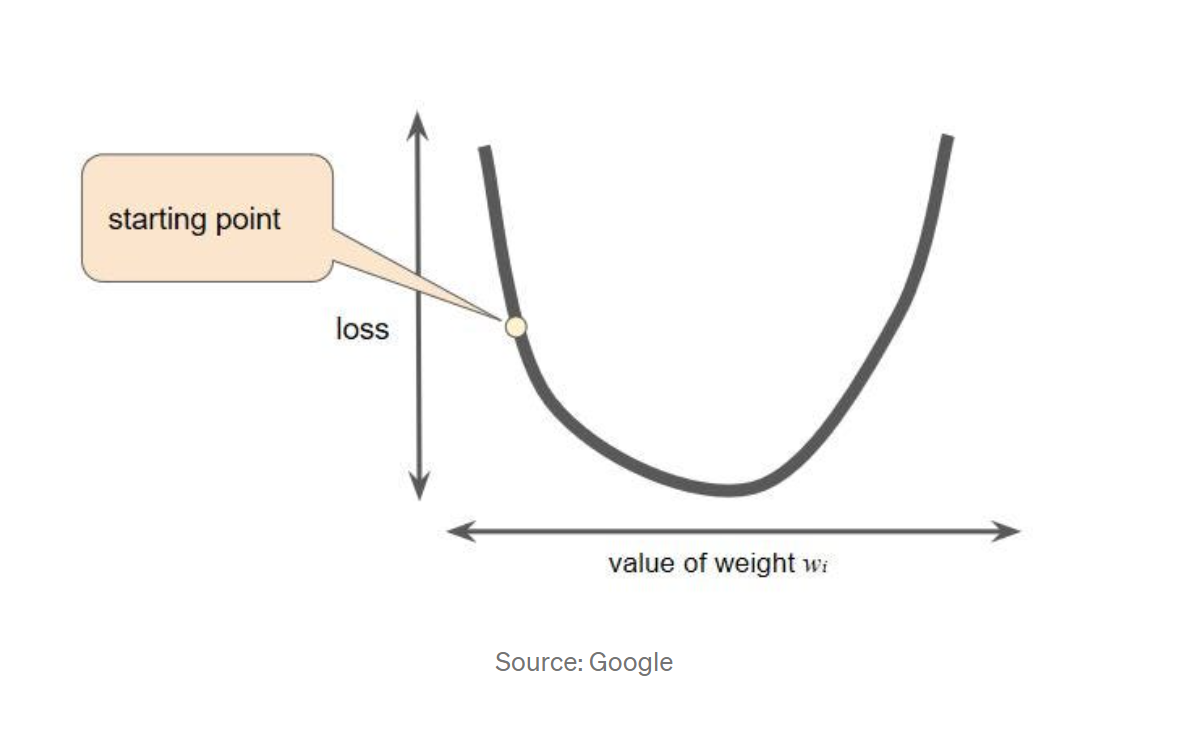 starting point
loss
value of weight wi
Source: Google